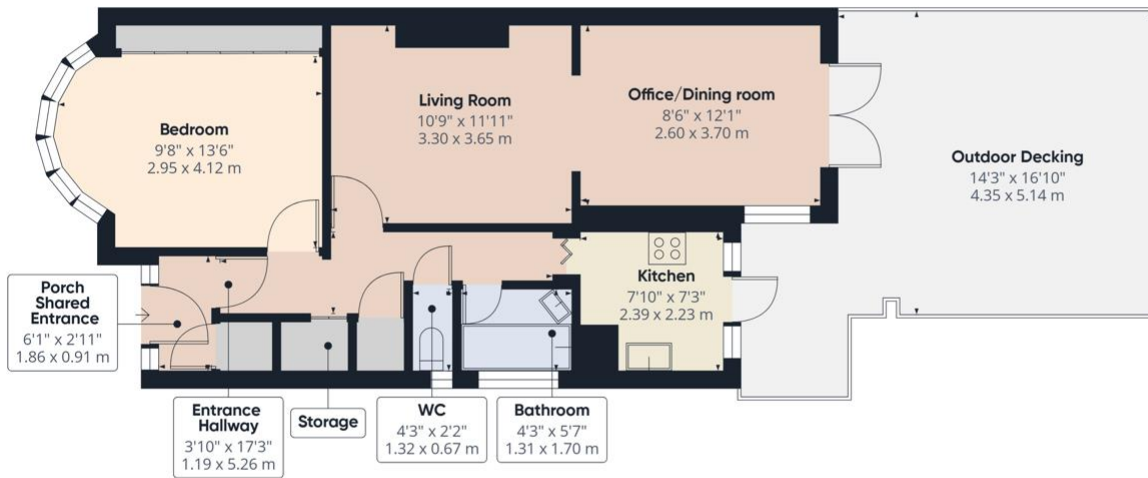 Bedroom
9'8" x 13'6"
2.95 x 4.12 m
Living Room
10'9" x 11'11"
3.30 x 3.65 m
Office/Dining room
8'6" x 12'1"
2.60 x 3.70 m
Outdoor Decking
14'3" x 16'10"
4.35 x 5.14 m
Porch
Shared
Entrance
6'1" x 2'11"
1.86 x 0.91 m
Kitchen
7'10" x 7'3"
2.39 x 2.23 m
Entrance
Hallway
3'10" x 17'3"
1.19 x 5.26 m
Storage
WC
4'3" x 2'2"
1.32 x 0.67 m
Bathroom
4'3" x 5'7"
1.31 x 1.70 m